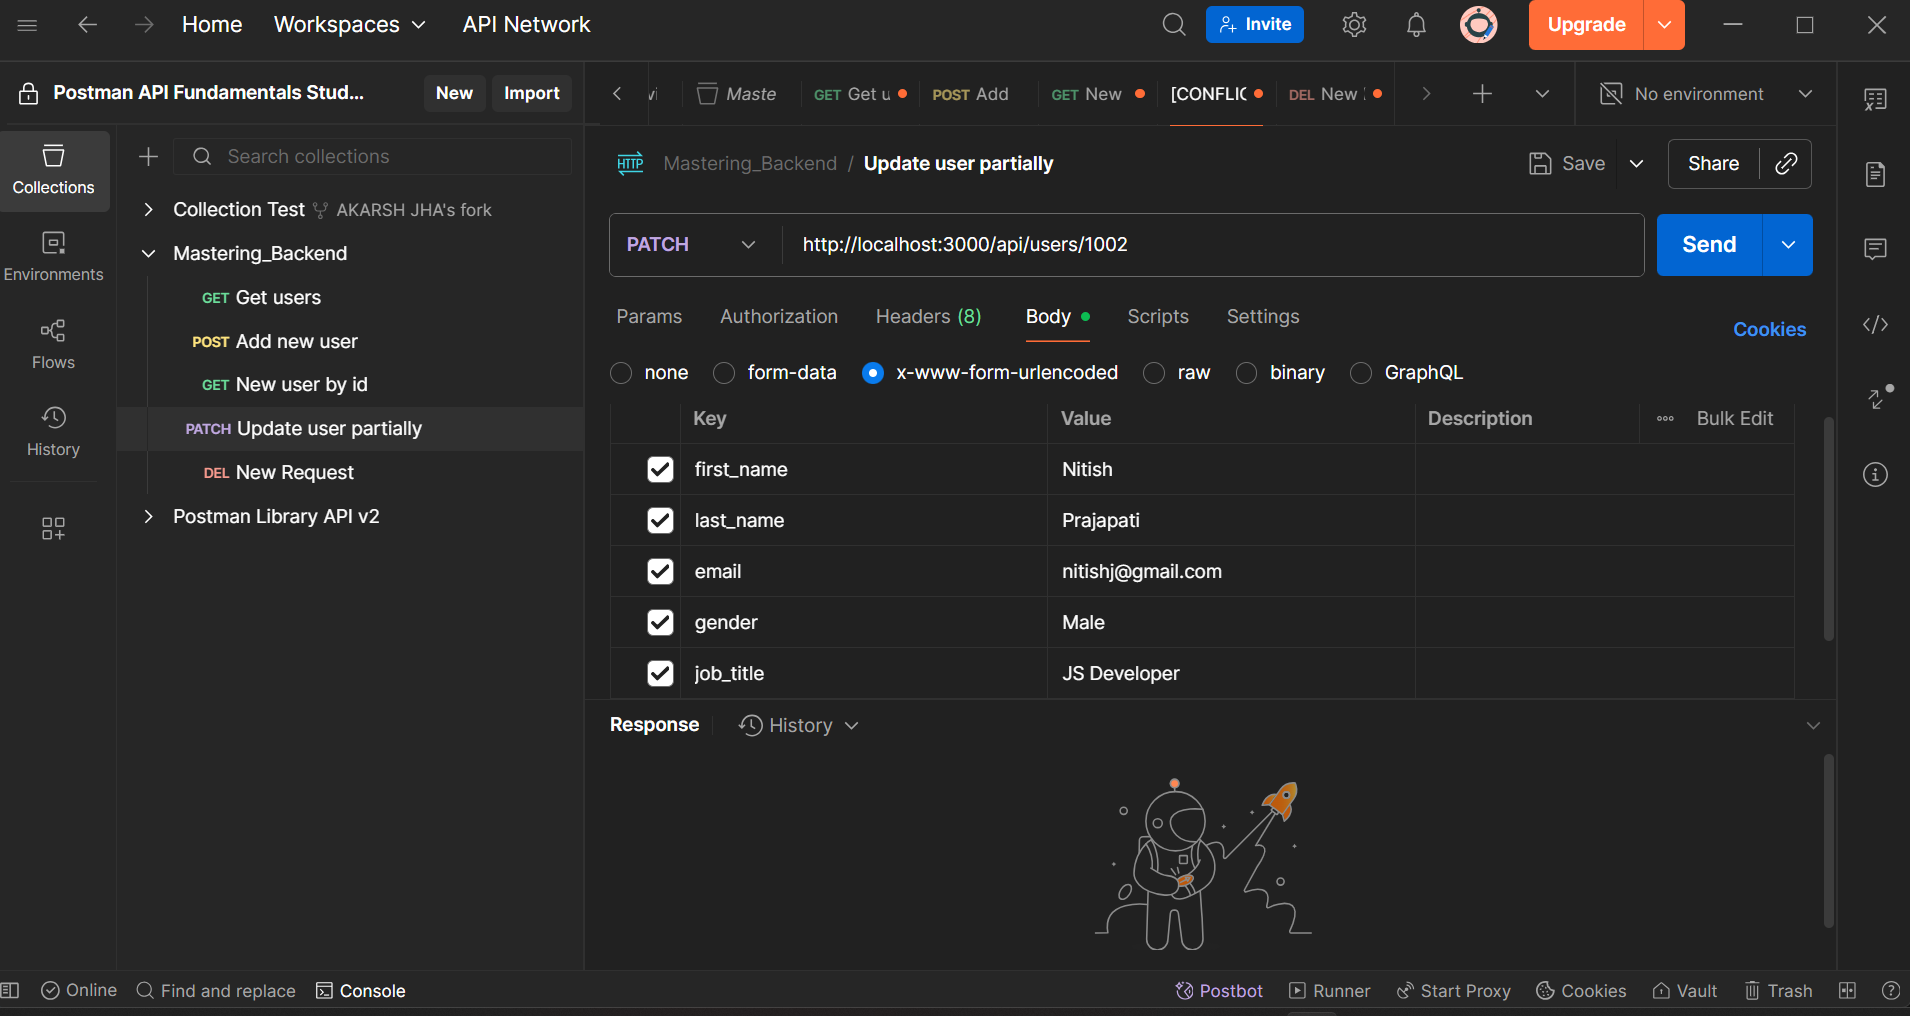 Home Workspaces API Network Invite Upgrade
Postman API Fundamentals Stud... New Import
Maste GET Get u POST Add GET New [CONFLIC DEL New No environment
Collections
Environments
Flows
History
Search collections
Collection Test AKARSH JHA's fork
Mastering_Backend
GET Get users
POST Add new user
GET New user by id
PATCH Update user partially
DEL New Request
Postman Library API v2
HTTP Mastering_Backend / Update user partially Save Share
PATCH http://localhost:3000/api/users/1002 Send
Params Authorization Headers (8) Body Scripts Settings Cookies
none form-data x-www-form-urlencoded raw binary GraphQL
Key Value Description Bulk Edit
first_name Nitish
last_name Prajapati
email nitishj@gmail.com
gender Male
job_title JS Developer
Response History
Online Find and replace Console Postbot Runner Start Proxy Cookies Vault Trash